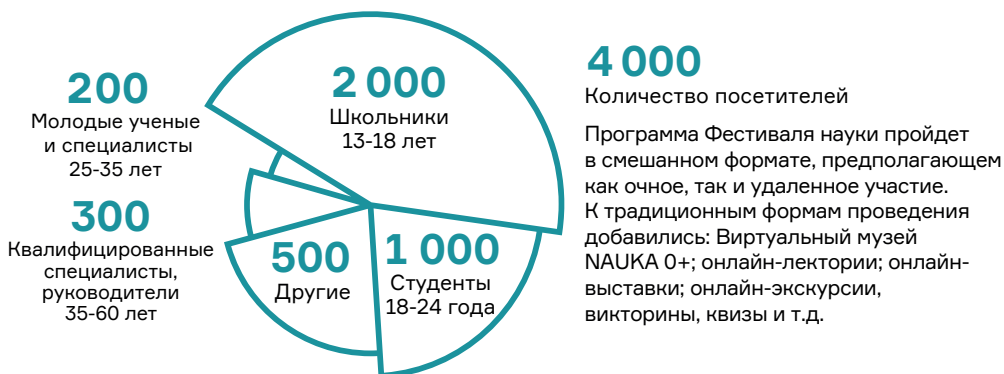 2 000
Школьники
13-18 лет
200
Молодые ученые
и специалисты
25-35 лет
300
Квалифицированные
специалисты,
руководители
35-60 лет
500
Другие
1 000
Студенты
18-24 года
4 000
Количество посетителей
Программа Фестиваля науки пройдет
в смешанном формате, предполагающем
как очное, так и удаленное участие.
К традиционным формам проведения
добавились: Виртуальный музей
NAUKA 0+; онлайн-лектории; онлайн-
выставки; онлайн-экскурсии,
викторины, квизы и т.д.